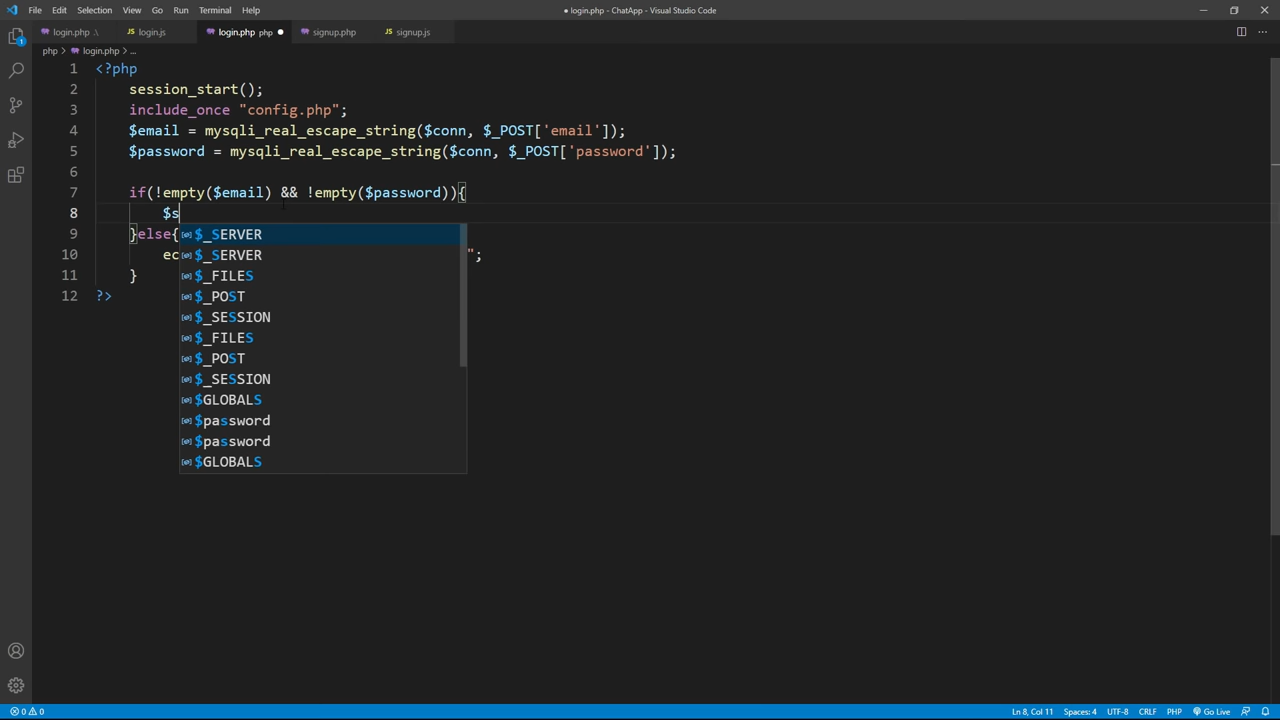 File Edit Selection View Go Run Terminal Help
● login.php - ChatApp - Visual Studio Code
login.php .\ login.js login.php php ● signup.php signup.js
php > login.php ...
1 <?php
2 session_start();
3 include_once "config.php";
4 $email = mysqli_real_escape_string($conn, $_POST['email']);
5 $password = mysqli_real_escape_string($conn, $_POST['password']);
6
7 if(!empty($email) && !empty($password)){
8 $s
9 }else{
10 ec ";
11 }
12 ?>
$_SERVER
$_SERVER
$_FILES
$_POST
$_SESSION
$_FILES
$_POST
$_SESSION
$GLOBALS
$password
$password
$GLOBALS
1
0 0 Ln 8, Col 11 Spaces: 4 UTF-8 CRLF PHP Go Live